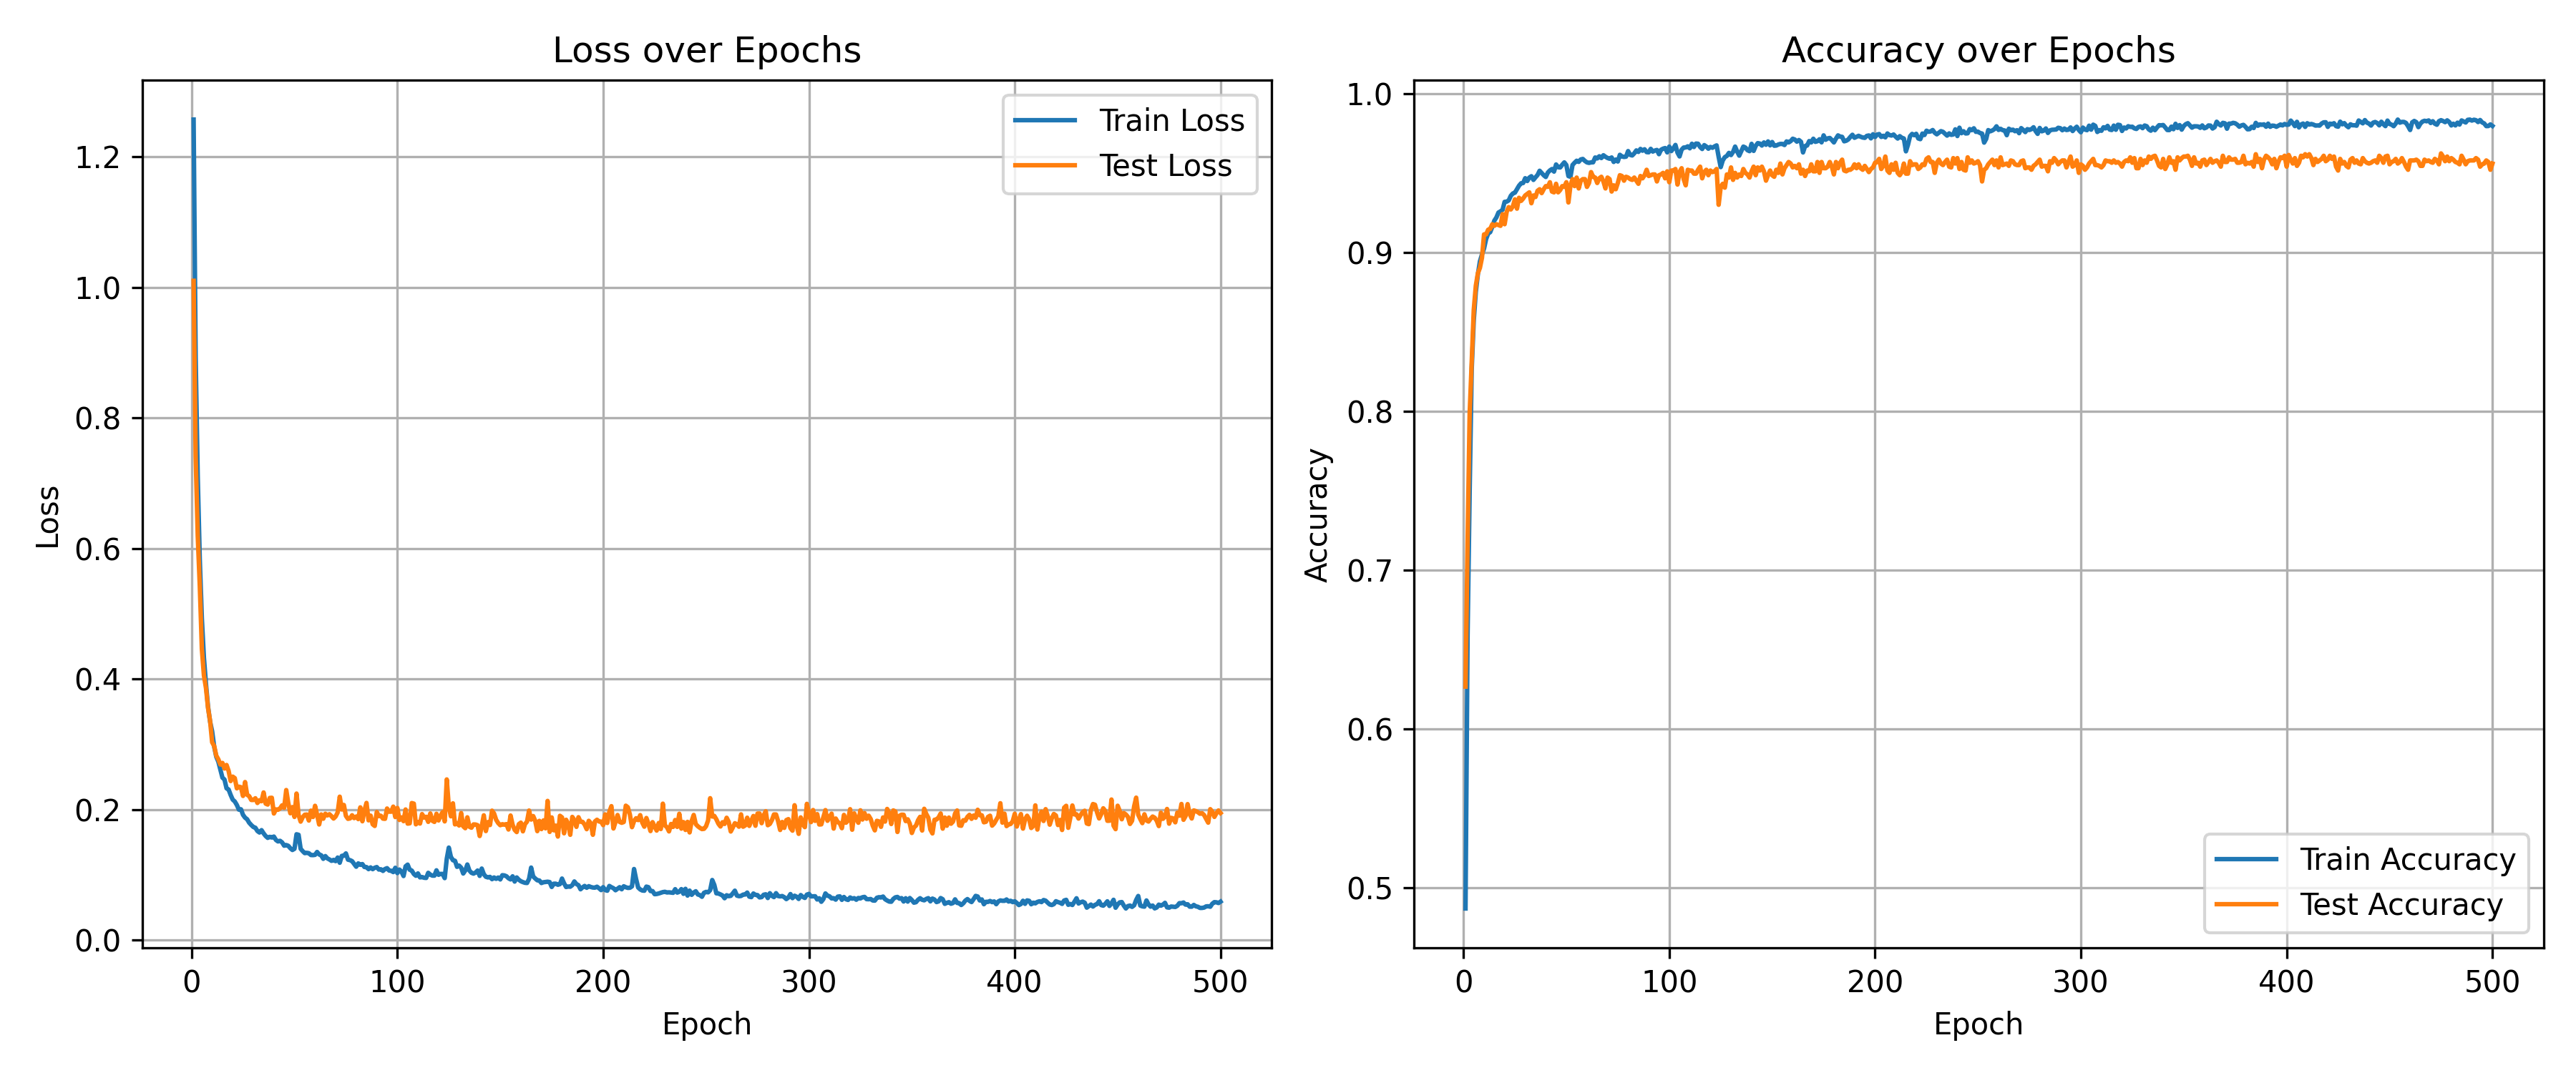 Loss over Epochs
Train Loss
Test Loss
1.2
1.0
0.8
0.6
0.4
0.2
0.0
Loss
0 100 200 300 400 500
Epoch
Accuracy over Epochs
1.0
0.9
0.8
0.7
0.6
0.5
Accuracy
Train Accuracy
Test Accuracy
0 100 200 300 400 500
Epoch